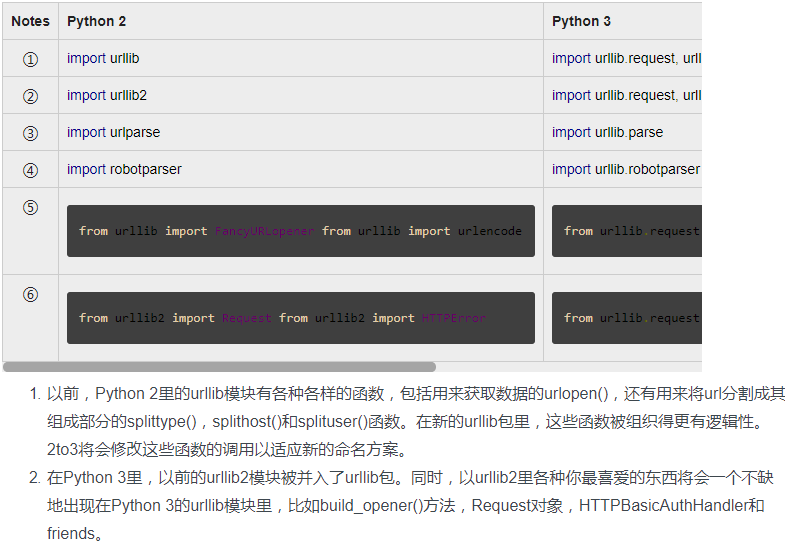 Notes Python 2 Python 3
① import urllib import urllib.request, urll
② import urllib2 import urllib.request, urll
③ import urlparse import urllib.parse
④ import robotparser import urllib.robotparser
⑤ from urllib import FancyURLopener from urllib import urlencode from urllib.request
⑥ from urllib2 import Request from urllib2 import HTTPError from urllib.request
1. 以前，Python 2里的urllib模块有各种各样的函数，包括用来获取数据的urlopen()，还有用来将url分割成其
组成部分的splittype()，splithost()和splituser()函数。在新的urllib包里，这些函数被组织得更有逻辑性。
2to3将会修改这些函数的调用以适应新的命名方案。
2. 在Python 3里，以前的urllib2模块被并入了urllib包。同时，以urllib2里各种你最喜爱的东西将会一个不缺
地出现在Python 3的urllib模块里，比如build_opener()方法，Request对象，HTTPBasicAuthHandler和
friends。